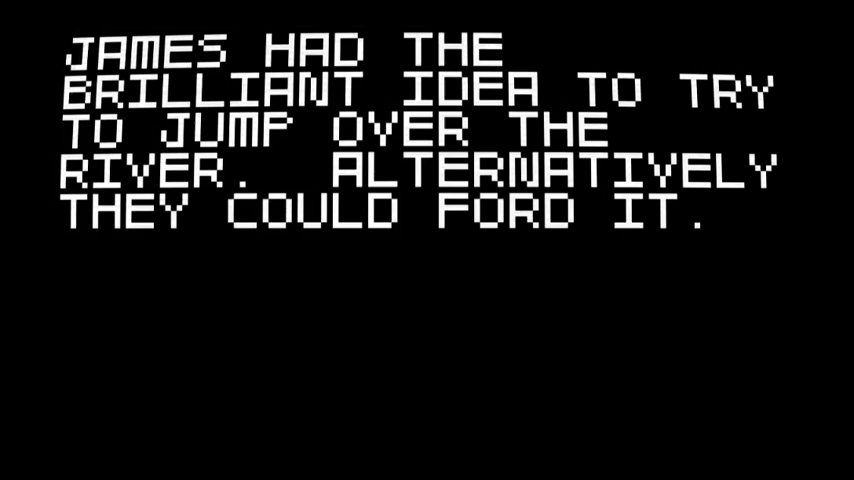 JAMES HAD THE
BRILLIANT IDEA TO TRY
TO JUMP OVER THE
RIVER.  ALTERNATIVELY
THEY COULD FORD IT.